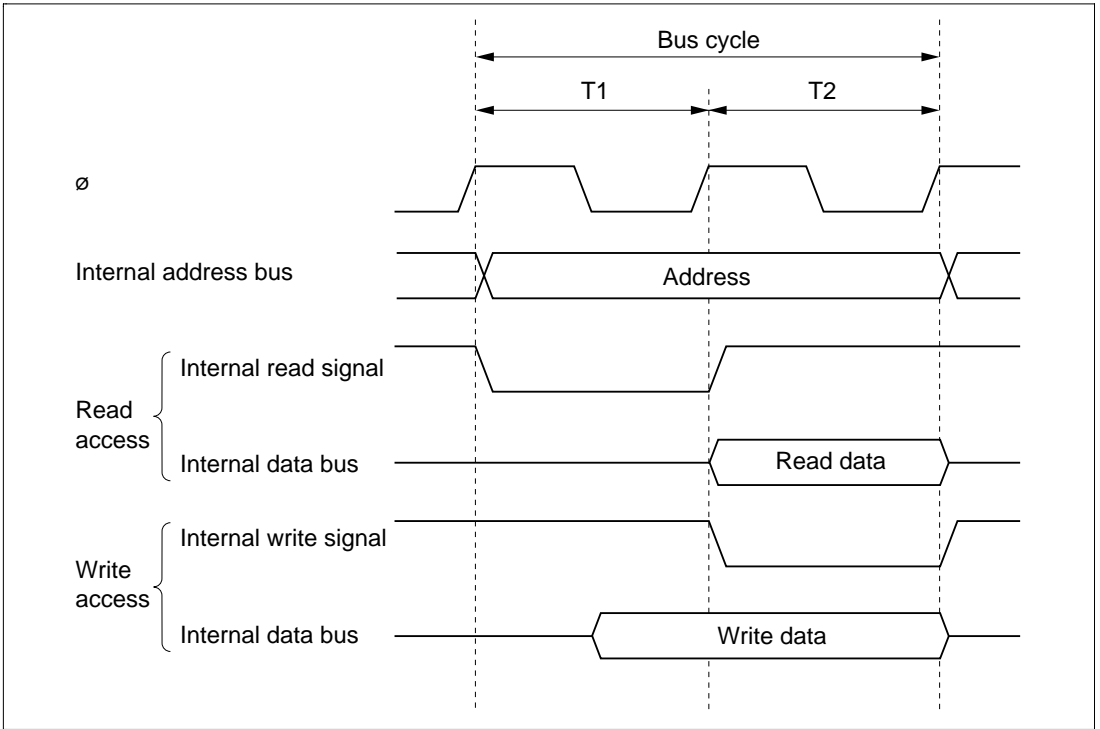 Bus cycle
T1
T2
ø
Internal address bus
Address
Read
access
Internal read signal
Internal data bus
Read data
Write
access
Internal write signal
Internal data bus
Write data